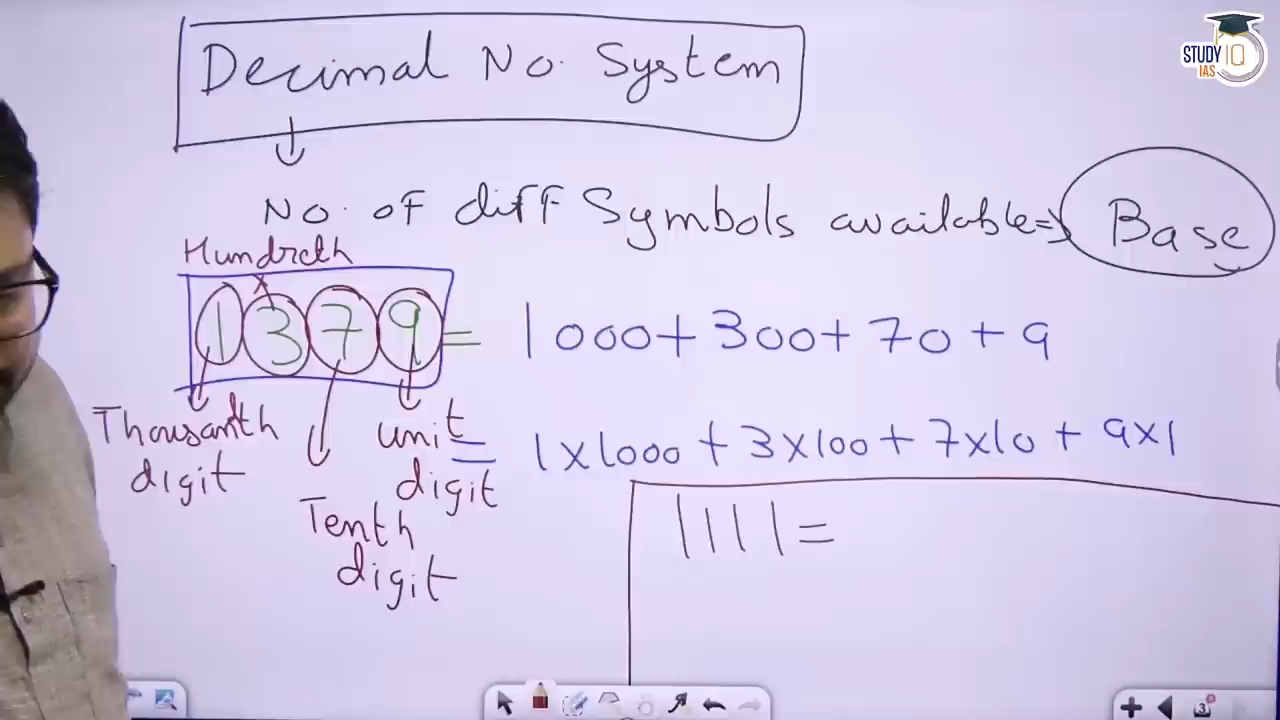 STUDY IQ
IAS
Decimal No. System
No. of diff Symbols available => Base
Hundreth
1379 = 1000+300+70+9
Thousanth digit
unit digit
Tenth digit
= 1x1000 + 3x100 + 7x10 + 9x1
1111=
3